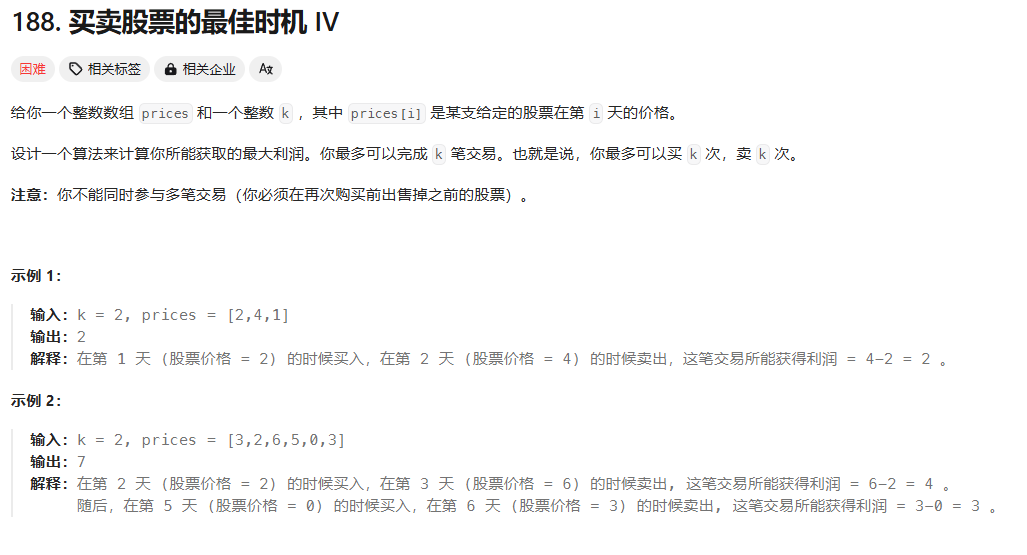 188. 买卖股票的最佳时机 IV
困难 相关标签 相关企业 Ax
给你一个整数数组 prices 和一个整数 k ，其中 prices[i] 是某支给定的股票在第 i 天的价格。
设计一个算法来计算你所能获取的最大利润。你最多可以完成 k 笔交易。也就是说，你最多可以买 k 次，卖 k 次。
注意：你不能同时参与多笔交易（你必须在再次购买前出售掉之前的股票）。
示例 1：
输入：k = 2, prices = [2,4,1]
输出：2
解释：在第 1 天 (股票价格 = 2) 的时候买入，在第 2 天 (股票价格 = 4) 的时候卖出，这笔交易所能获得利润 = 4-2 = 2 。
示例 2：
输入：k = 2, prices = [3,2,6,5,0,3]
输出：7
解释：在第 2 天 (股票价格 = 2) 的时候买入，在第 3 天 (股票价格 = 6) 的时候卖出, 这笔交易所能获得利润 = 6-2 = 4 。
随后，在第 5 天 (股票价格 = 0) 的时候买入，在第 6 天 (股票价格 = 3) 的时候卖出, 这笔交易所能获得利润 = 3-0 = 3 。